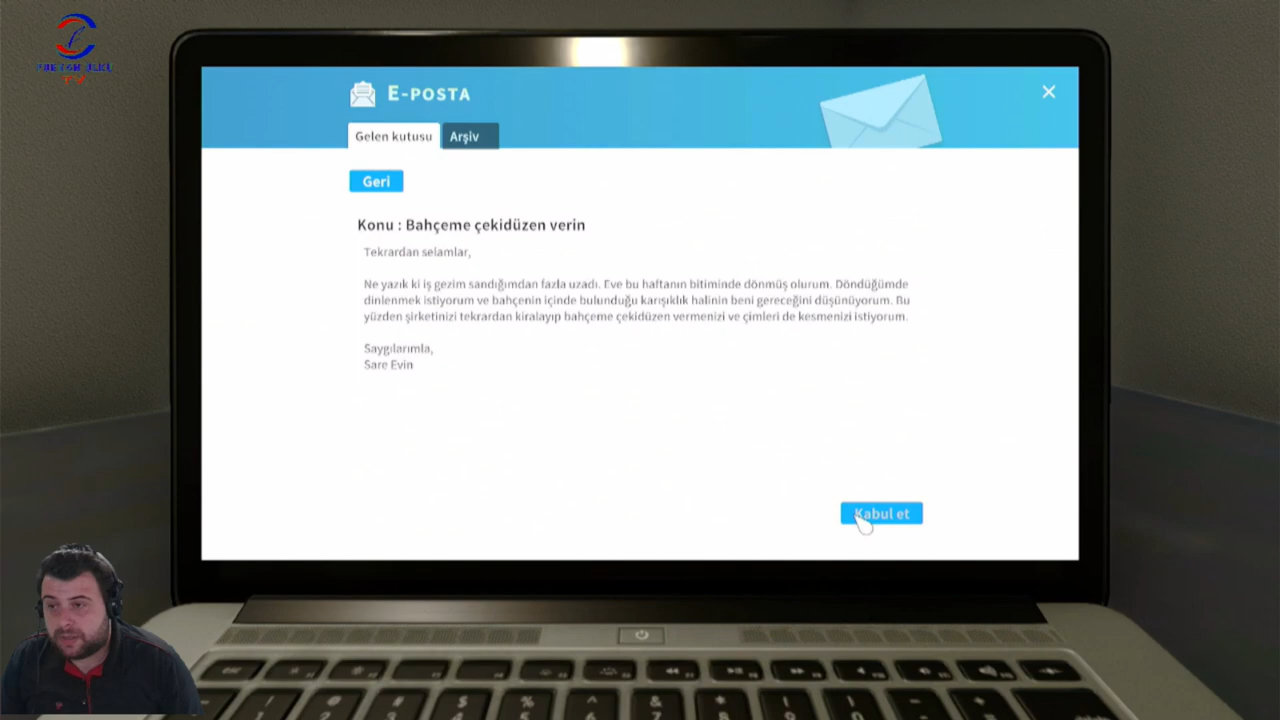 E-POSTA
Gelen kutusu
Arşiv
Geri
Konu : Bahçeme çekidüzen verin
Tekrardan selamlar,
Ne yazık ki iş gezim sandığımdan fazla uzadı. Eve bu haftanın bitiminde dönmüş olurum. Döndüğümde
dinlenmek istiyorum ve bahçenin içinde bulunduğu karışıklık halinin beni gereceğini düşünüyorum. Bu
yüzden şirketinizi tekrardan kiralayıp bahçeme çekidüzen vermenizi ve çimleri de kesmenizi istiyorum.
Saygılarımla,
Sare Evin
Kabul et